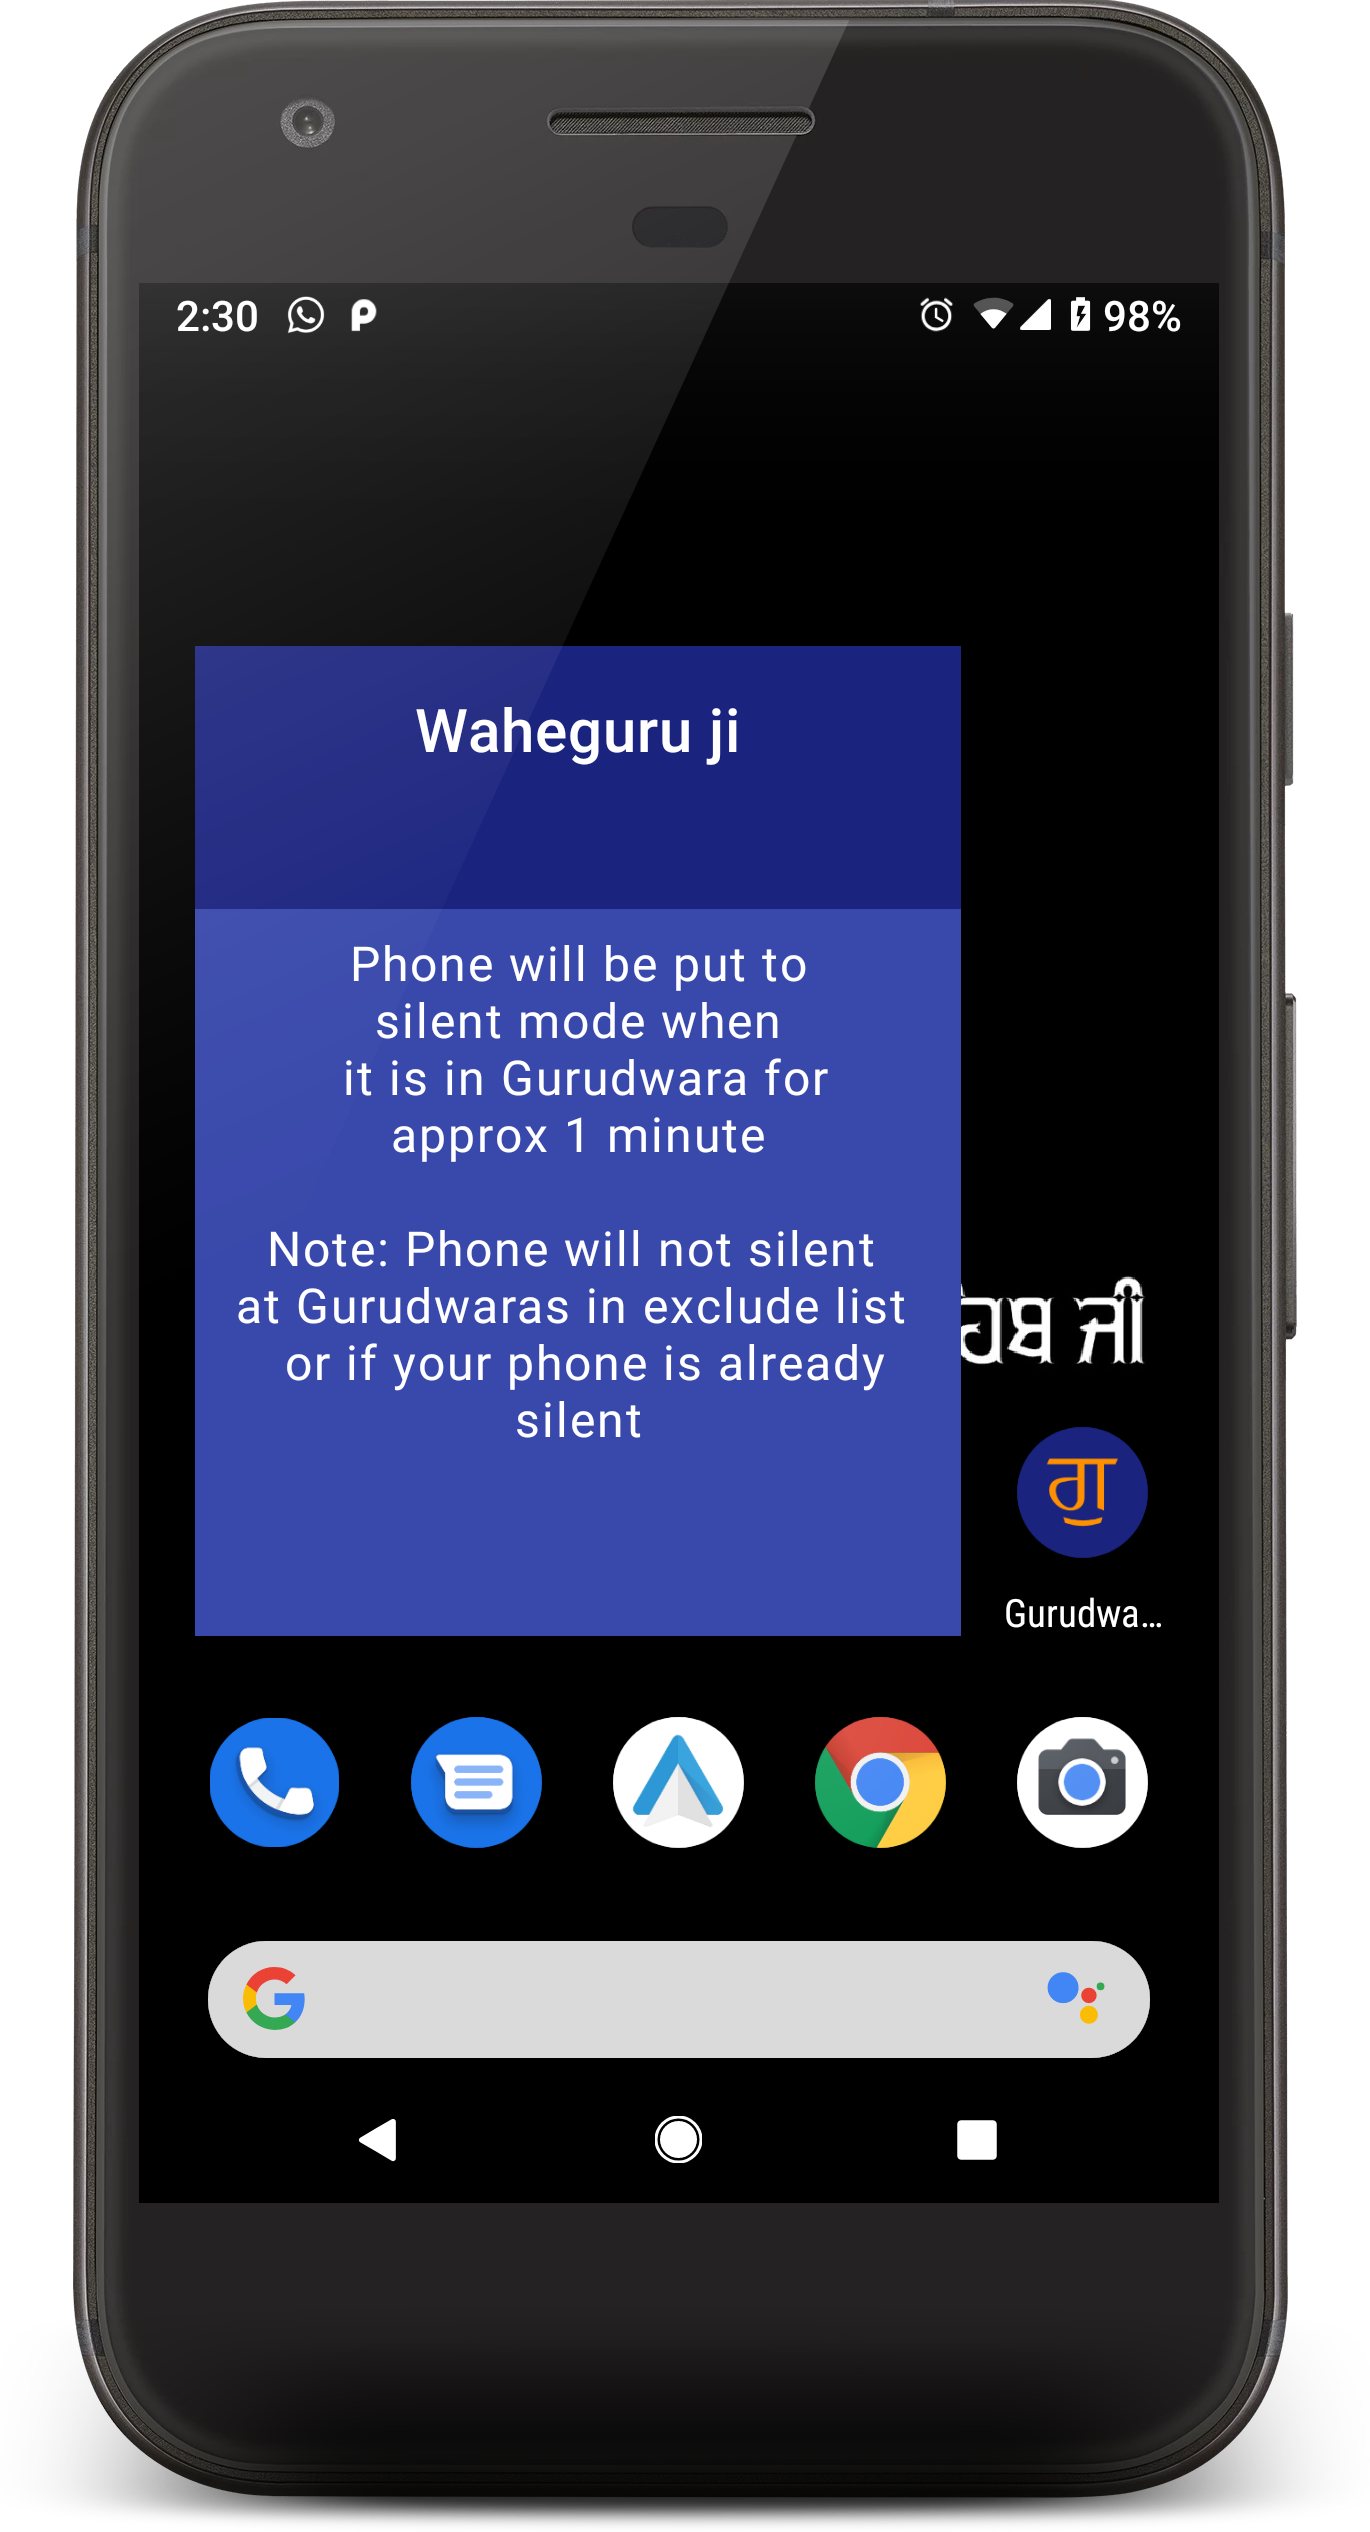 2:30 98%
Waheguru ji
Phone will be put to
silent mode when
it is in Gurudwara for
approx 1 minute
Note: Phone will not silent
at Gurudwaras in exclude list
or if your phone is already
silent
ਜੀ
ਗੁ
Gurudwa...